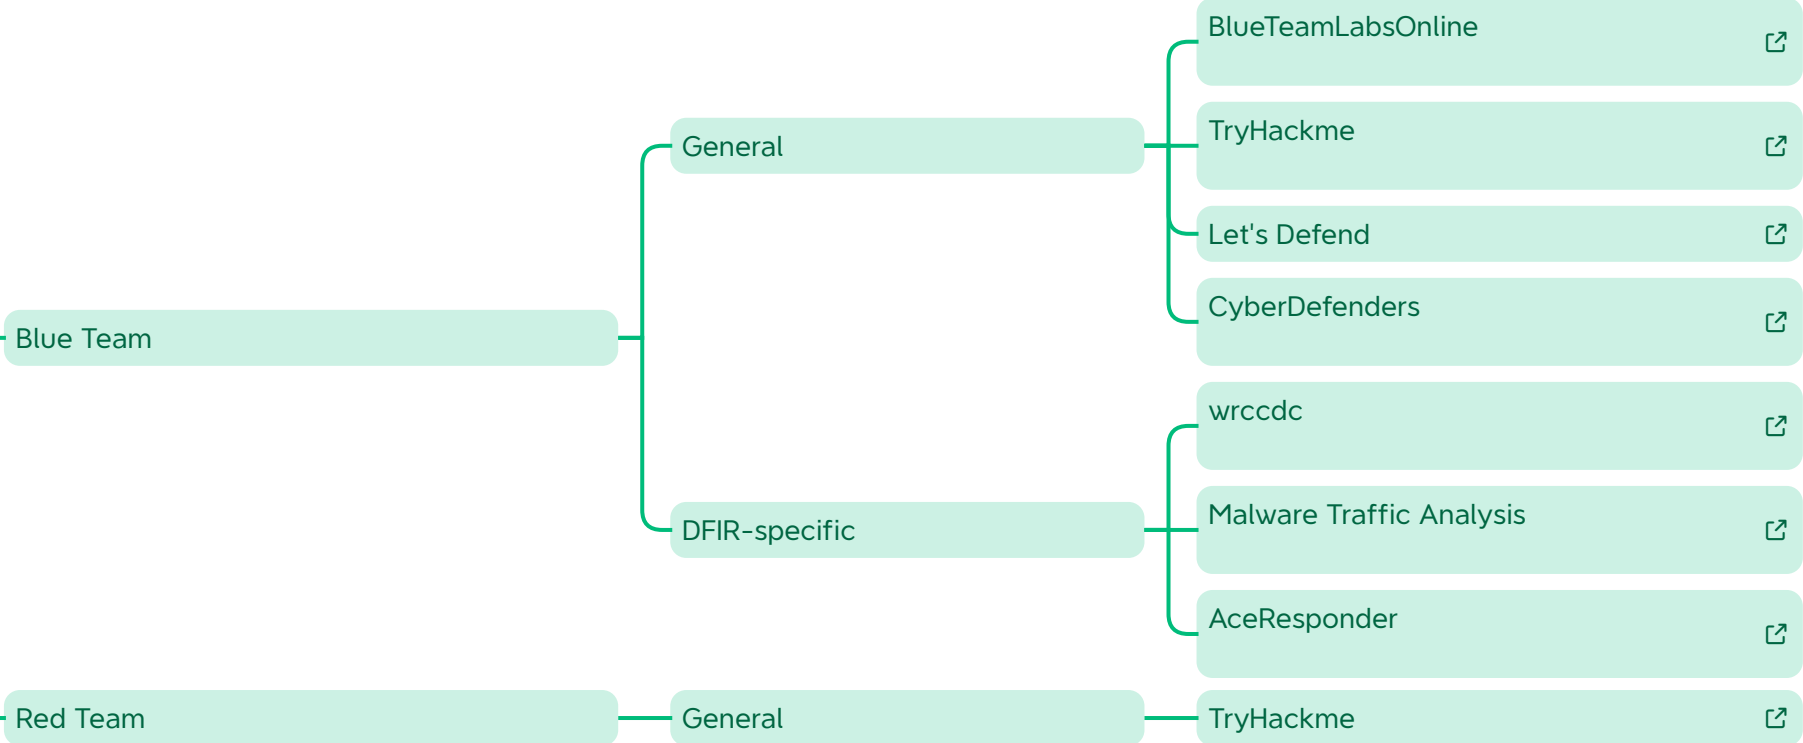 BlueTeamLabsOnline
TryHackme
General
Let's Defend
CyberDefenders
Blue Team
wrccdc
Malware Traffic Analysis
DFIR-specific
AceResponder
Red Team
General
TryHackme